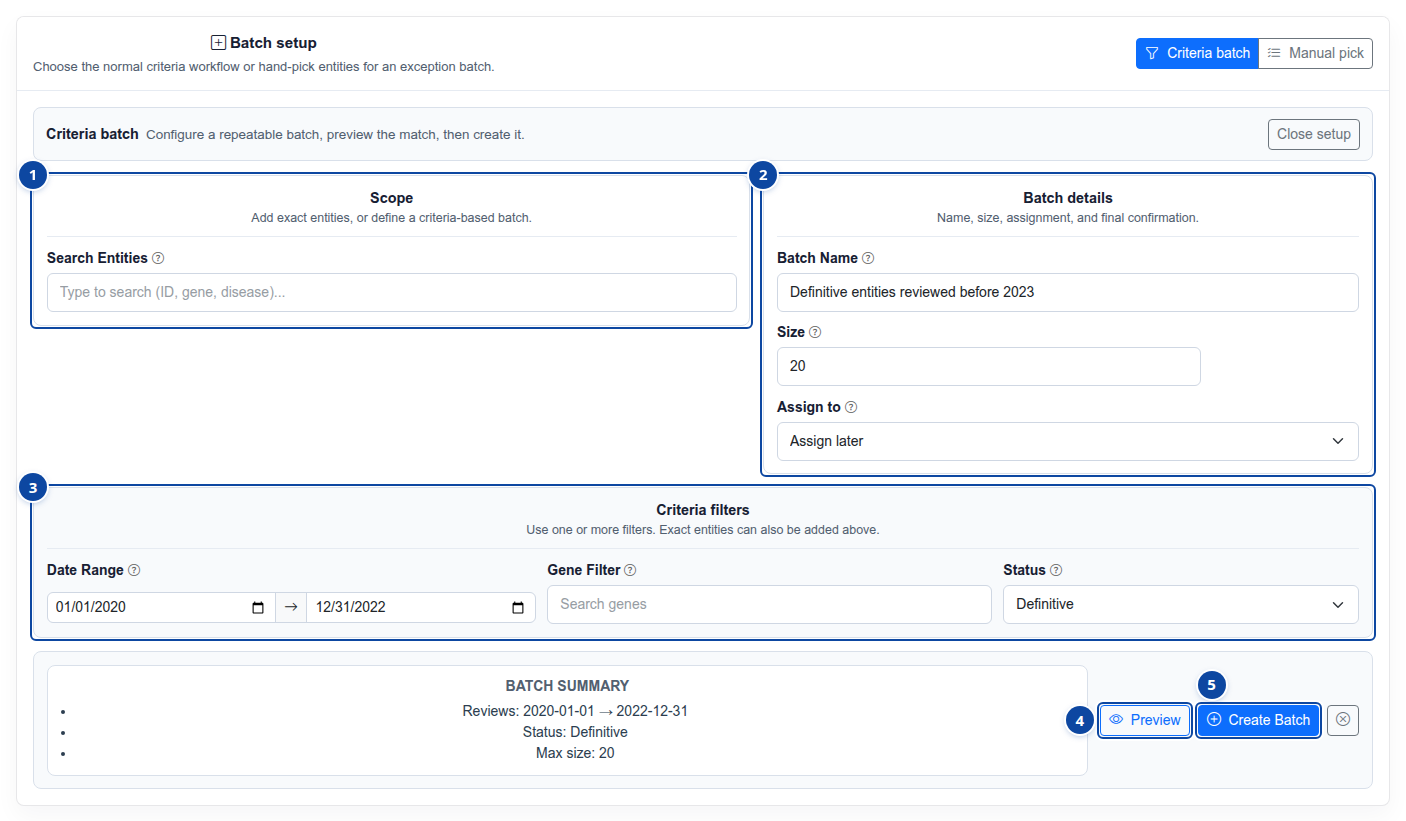 Batch setup
Choose the normal criteria workflow or hand-pick entities for an exception batch.
Criteria batch
Manual pick
Criteria batch Configure a repeatable batch, preview the match, then create it.
Close setup
1
Scope
Add exact entities, or define a criteria-based batch.
Search Entities
Type to search (ID, gene, disease)...
2
Batch details
Name, size, assignment, and final confirmation.
Batch Name
Definitive entities reviewed before 2023
Size
20
Assign to
Assign later
3
Criteria filters
Use one or more filters. Exact entities can also be added above.
Date Range
01/01/2020 → 12/31/2022
Gene Filter
Search genes
Status
Definitive
BATCH SUMMARY
• Reviews: 2020-01-01 → 2022-12-31
• Status: Definitive
• Max size: 20
4
Preview
5
Create Batch